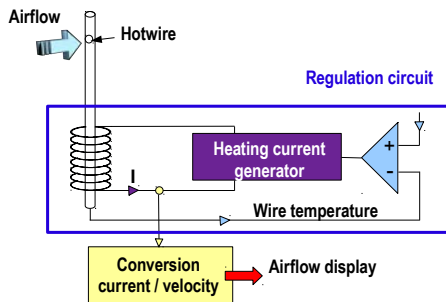 Airflow
Hotwire
Regulation circuit
Heating current
generator
+
-
I
Wire temperature
Conversion
current / velocity
Airflow display